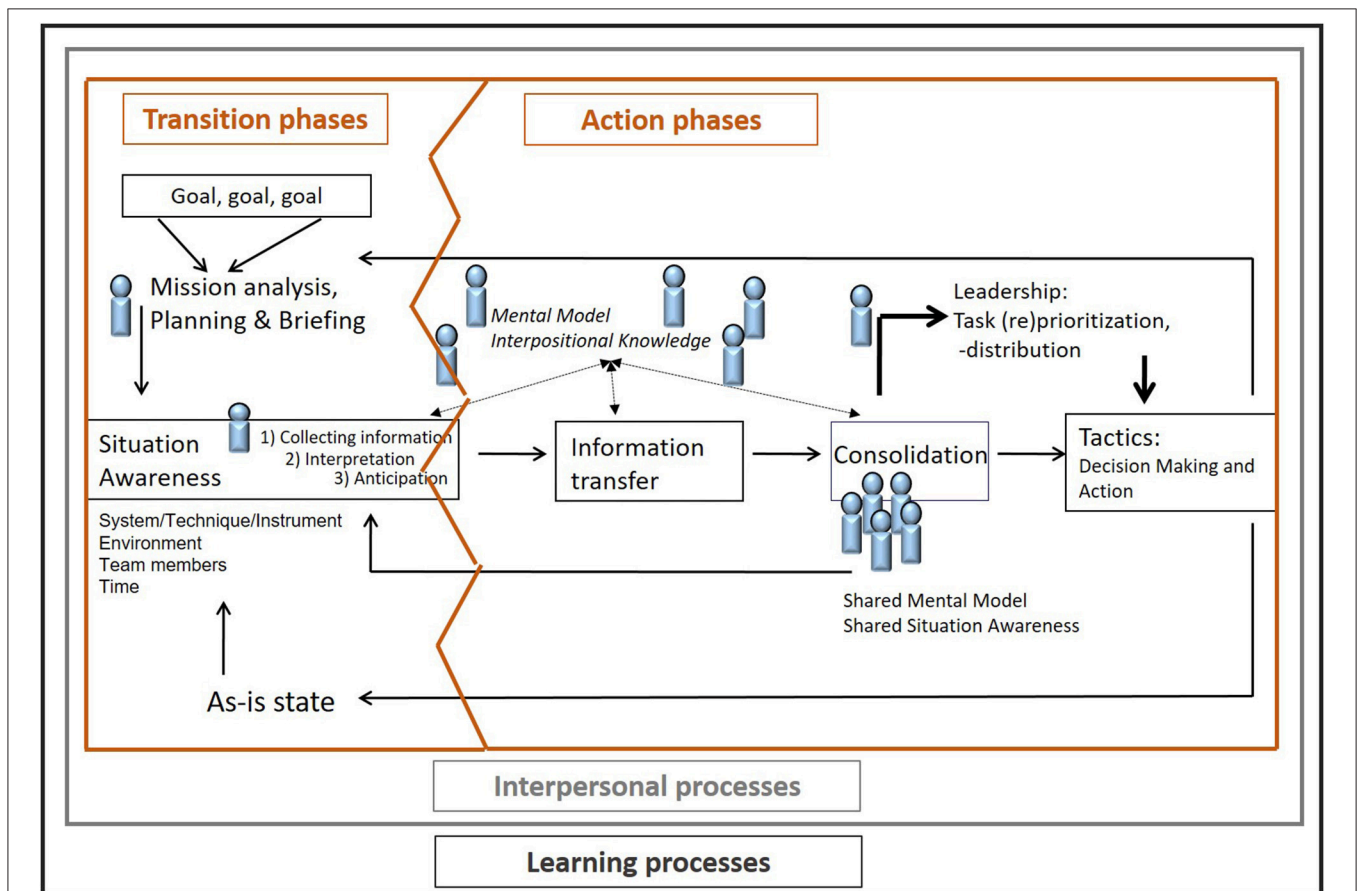 Transition phases
Action phases
Goal, goal, goal
Mission analysis,
Planning & Briefing
Mental Model
Interpositional Knowledge
Leadership:
Task (re)prioritization,
-distribution
Situation
Awareness
1) Collecting information
2) Interpretation
3) Anticipation
Information
transfer
Consolidation
Tactics:
Decision Making and
Action
System/Technique/Instrument
Environment
Team members
Time
Shared Mental Model
Shared Situation Awareness
As-is state
Interpersonal processes
Learning processes